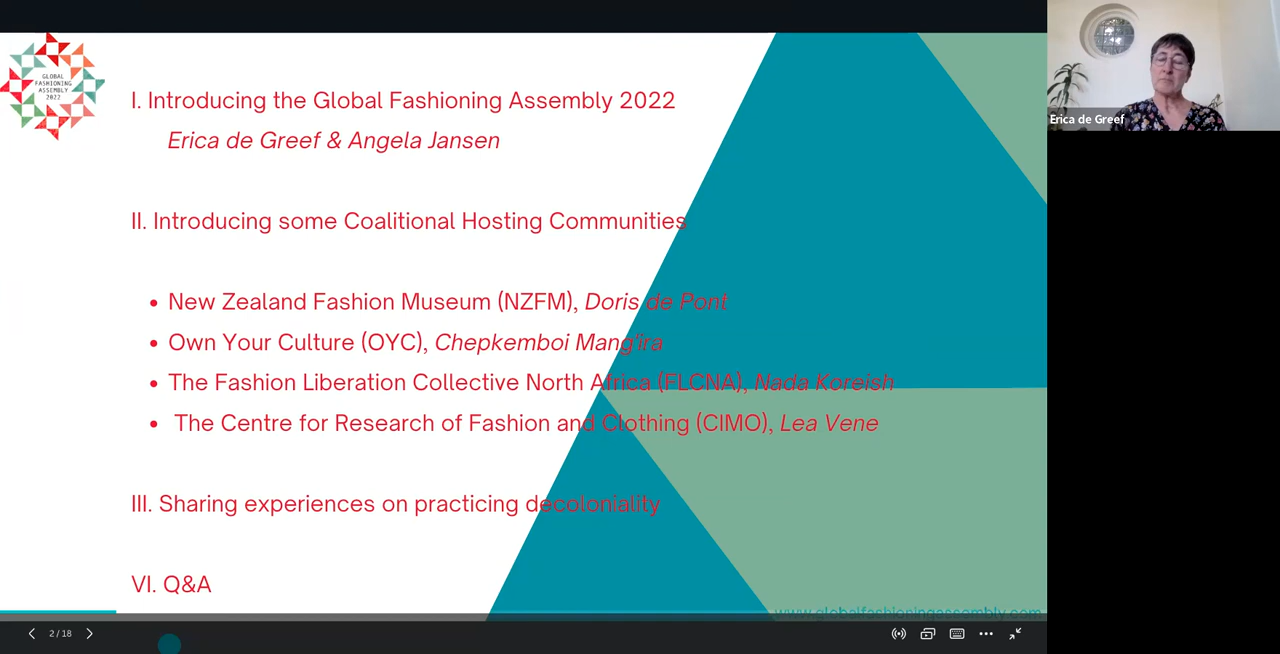 GLOBAL
FASHIONING
ASSEMBLY
2022
I. Introducing the Global Fashioning Assembly 2022
Erica de Greef & Angela Jansen
II. Introducing some Coalitional Hosting Communities
• New Zealand Fashion Museum (NZFM), Doris de Pont
• Own Your Culture (OYC), Chepkemboi Mang'ira
• The Fashion Liberation Collective North Africa (FLCNA), Nada Koreish
• The Centre for Research of Fashion and Clothing (CIMO), Lea Vene
III. Sharing experiences on practicing decoloniality
VI. Q&A
www.globalfashioningassembly.com
2 / 18
Erica de Greef